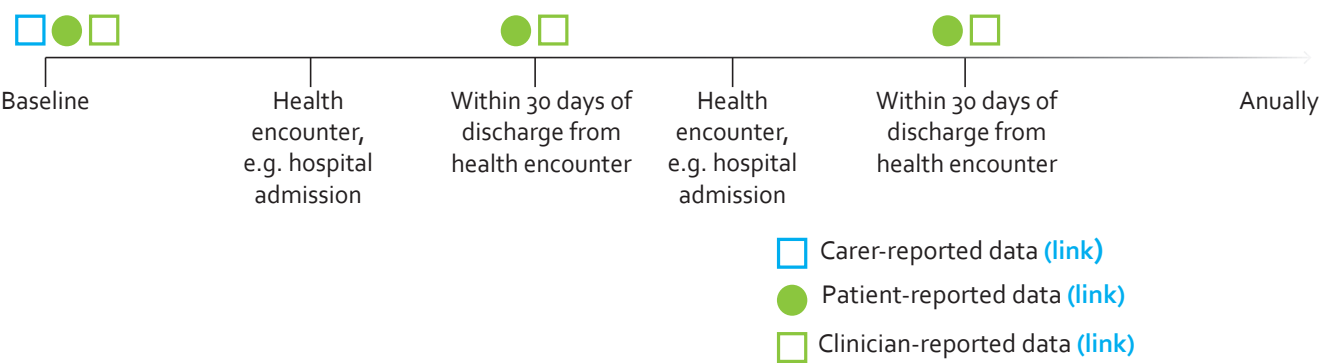 Baseline
Health
encounter,
e.g. hospital
admission
Within 30 days of
discharge from
health encounter
Health
encounter,
e.g. hospital
admission
Within 30 days of
discharge from
health encounter
Anually
Carer-reported data (link)
Patient-reported data (link)
Clinician-reported data (link)